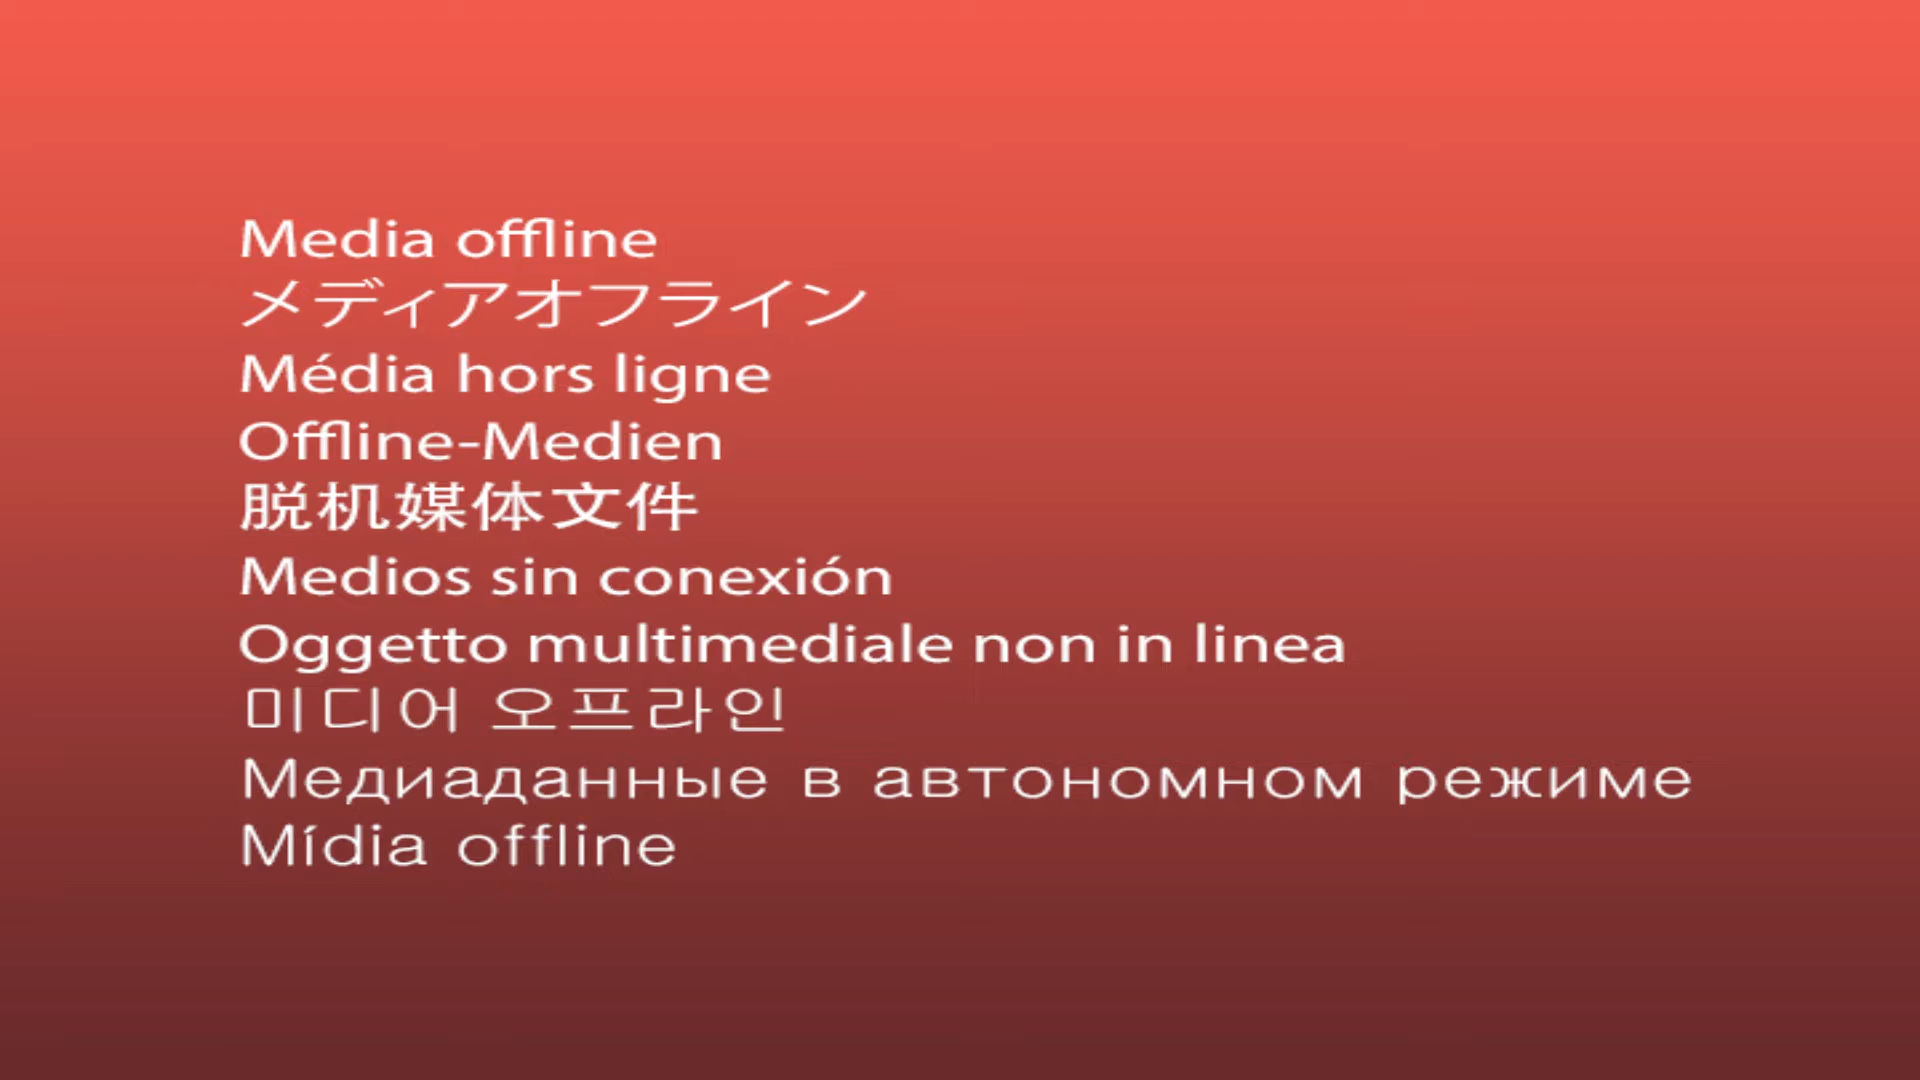 Media offline
メディアオフライン
Média hors ligne
Offline-Medien
脱机媒体文件
Medios sin conexión
Oggetto multimediale non in linea
미디어 오프라인
Медиаданные в автономном режиме
Mídia offline